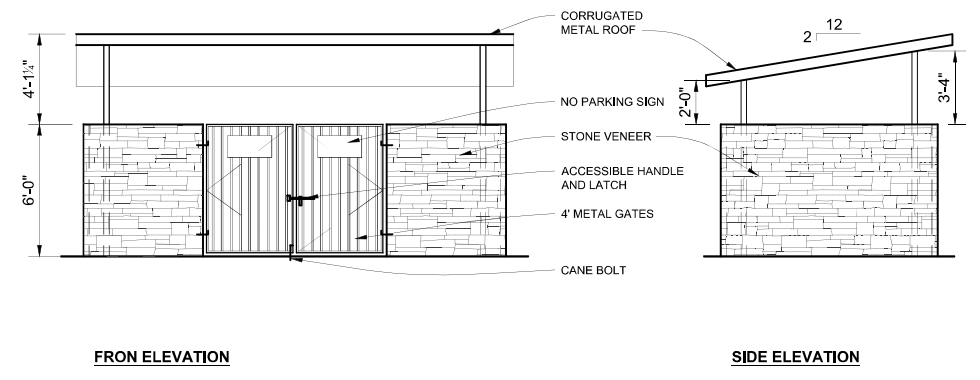 CORRUGATED
METAL ROOF
12
2
4'-1¼"
2'-0"
3'-4"
NO PARKING SIGN
STONE VENEER
6'-0"
ACCESSIBLE HANDLE
AND LATCH
4' METAL GATES
CANE BOLT
FRON ELEVATION
SIDE ELEVATION